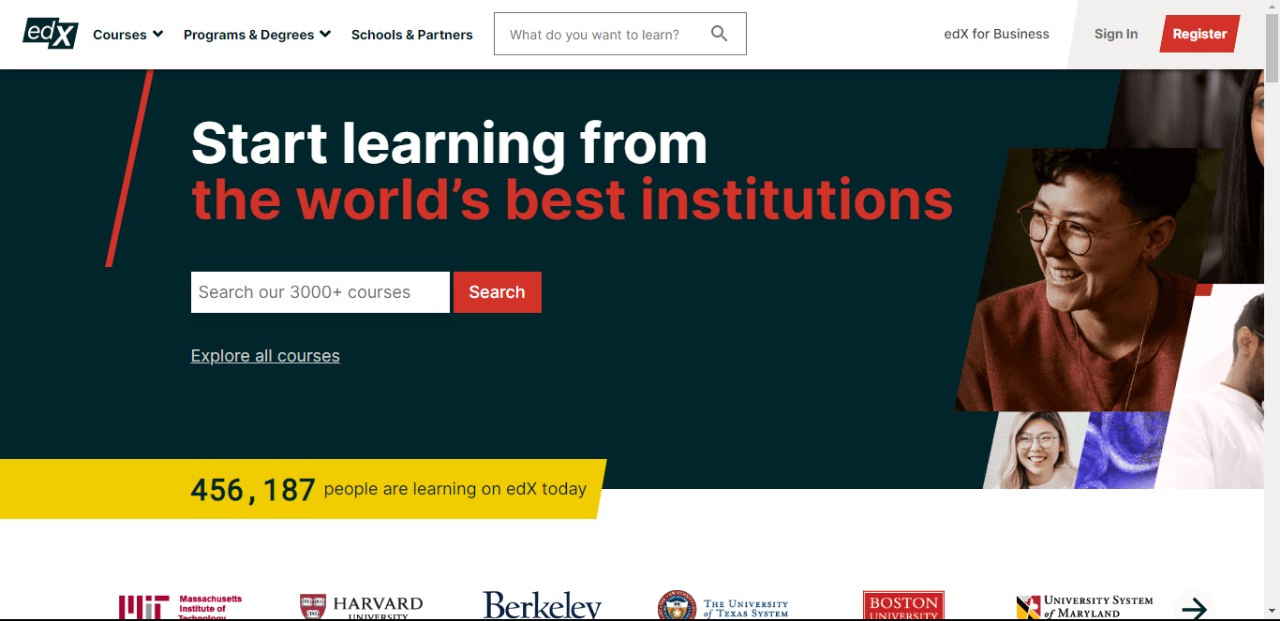 edX
Courses
Programs & Degrees
Schools & Partners
What do you want to learn?
edX for Business
Sign In
Register
Start learning from
the world’s best institutions
Search our 3000+ courses
Search
Explore all courses
456,187 people are learning on edX today
Massachusetts
Institute of
Technology
HARVARD
UNIVERSITY
Berkeley
THE UNIVERSITY
OF TEXAS SYSTEM
BOSTON
UNIVERSITY
UNIVERSITY SYSTEM
of MARYLAND